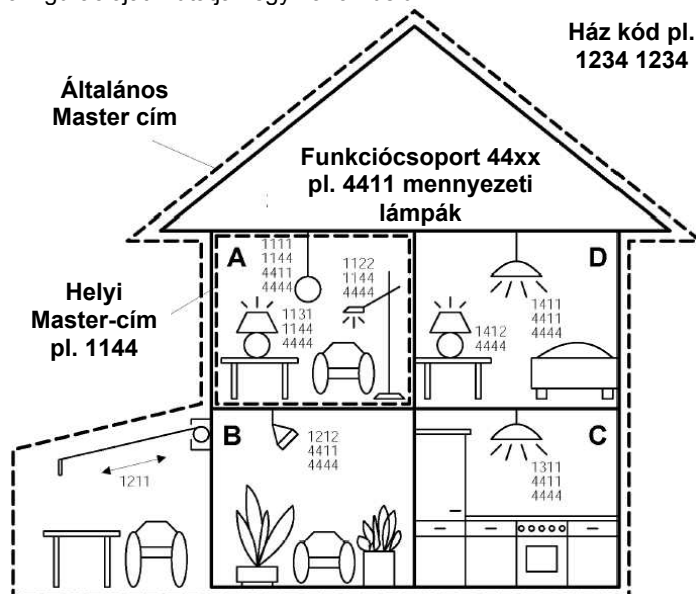 Ház kód pl.
1234 1234
Általános
Master cím
Funkciócsoport 44xx
pl. 4411 mennyezeti
lámpák
A
1111
1144
4411
4444
1122
1144
4444
D
Helyi
Master-cím
pl. 1144
1131
1144
4444
1411
4411
4444
1412
4444
B
1212
4411
4444
C
1311
4411
4444
1211